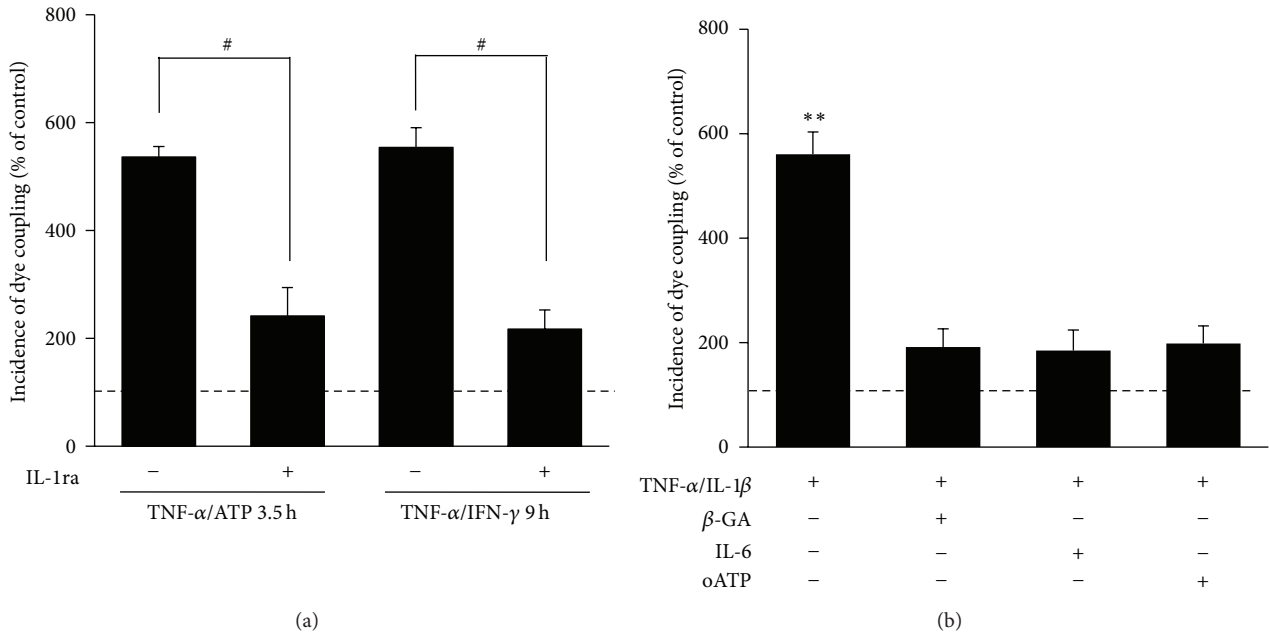 800
600
400
200
0
Incidence of dye coupling (% of control)
#
#
IL-1ra
− + − +
TNF-α/ATP 3.5 h
TNF-α/IFN-γ 9 h
(a)
800
600
400
200
0
Incidence of dye coupling (% of control)
**
TNF-α/IL-1β + + + +
β-GA − + − −
IL-6 − − + −
oATP − − − +
(b)